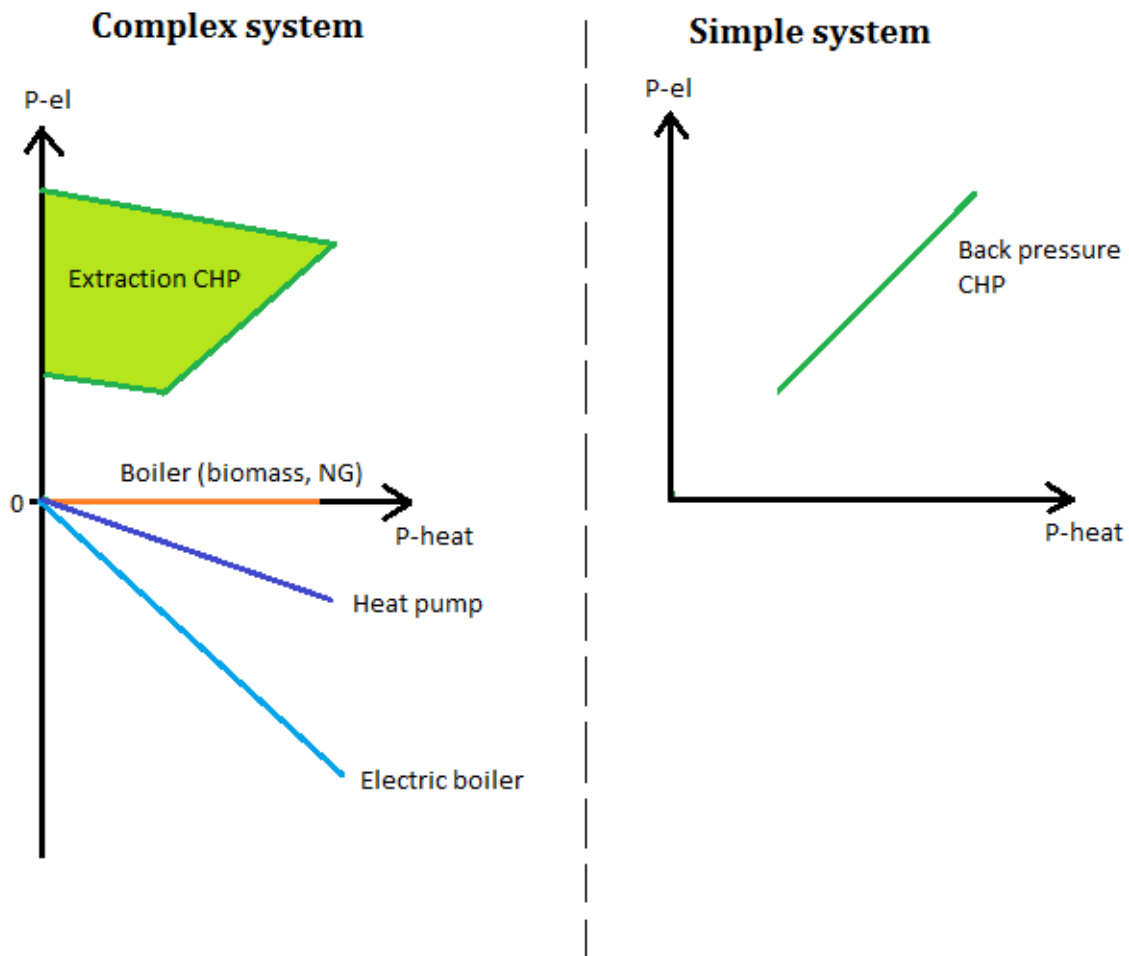 Complex system
Simple system
P-el
P-el
Extraction CHP
Back pressure
CHP
Boiler (biomass, NG)
0
P-heat
P-heat
Heat pump
Electric boiler